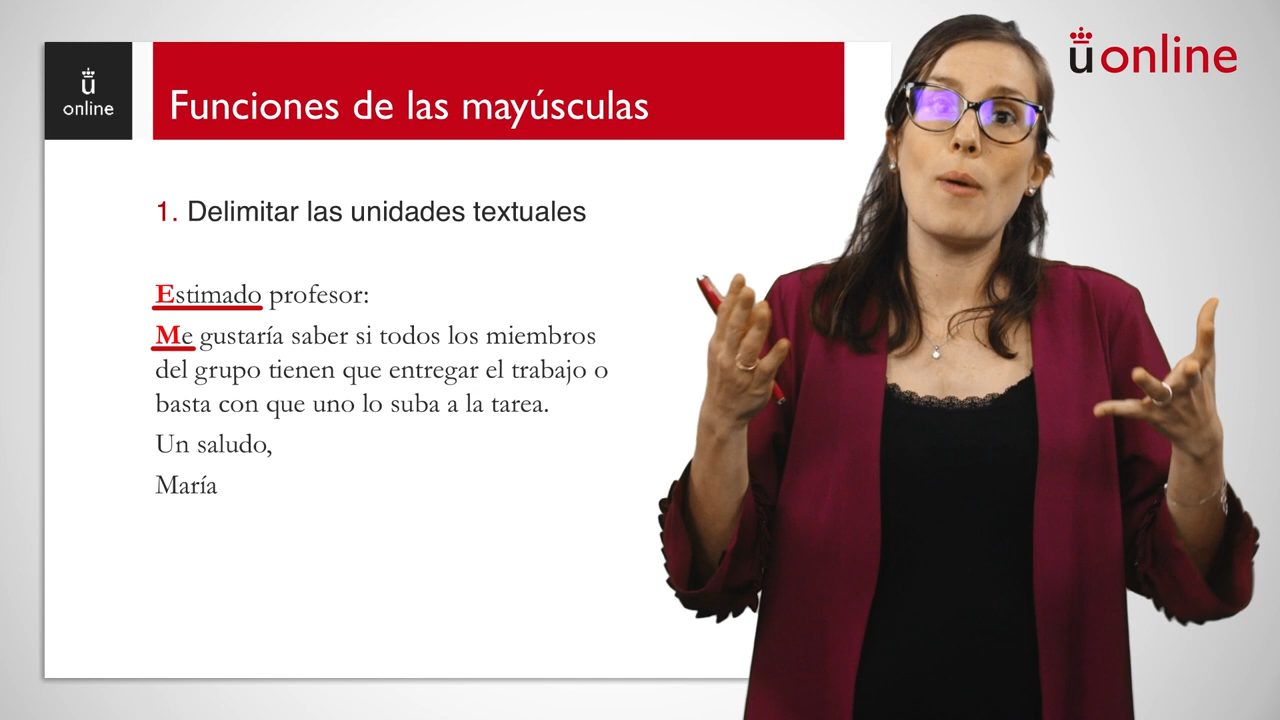 ü online
ü
online
Funciones de las mayúsculas
1. Delimitar las unidades textuales
Estimado profesor:
Me gustaría saber si todos los miembros
del grupo tienen que entregar el trabajo o
basta con que uno lo suba a la tarea.
Un saludo,
María